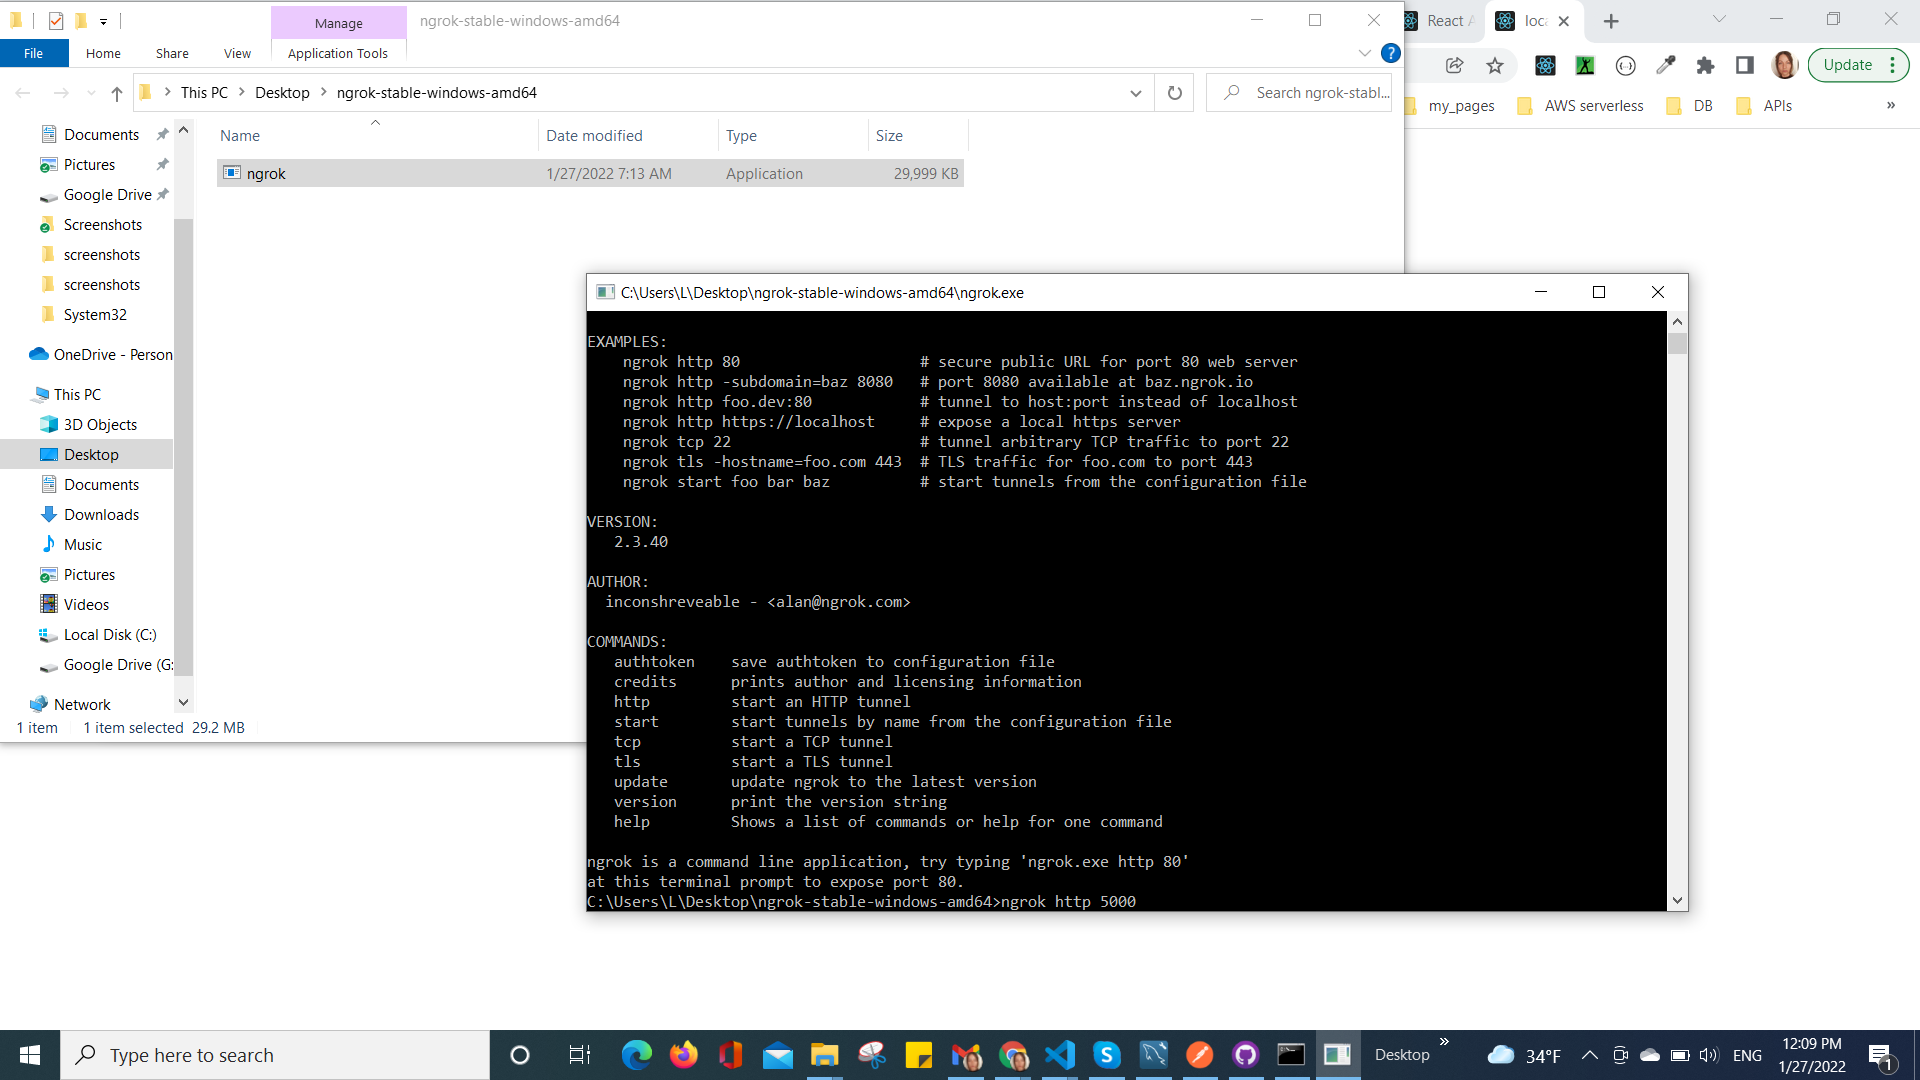 Manage
ngrok-stable-windows-amd64
File
Home
Share
View
Application Tools
This PC
Desktop
ngrok-stable-windows-amd64
Search ngrok-stabl...
React
loc
Update
my_pages
AWS serverless
DB
APIs
»
Name
Date modified
Type
Size
ngrok
1/27/2022 7:13 AM
Application
29,999 KB
Documents
Pictures
Google Drive
Screenshots
screenshots
screenshots
System32
OneDrive - Person
This PC
3D Objects
Desktop
Documents
Downloads
Music
Pictures
Videos
Local Disk (C:)
Google Drive (G:
Network
1 item
1 item selected
29.2 MB
C:\Users\L\Desktop\ngrok-stable-windows-amd64\ngrok.exe
EXAMPLES:
ngrok http 80 # secure public URL for port 80 web server
ngrok http -subdomain=baz 8080 # port 8080 available at baz.ngrok.io
ngrok http foo.dev:80 # tunnel to host:port instead of localhost
ngrok http https://localhost # expose a local https server
ngrok tcp 22 # tunnel arbitrary TCP traffic to port 22
ngrok tls -hostname=foo.com 443 # TLS traffic for foo.com to port 443
ngrok start foo bar baz # start tunnels from the configuration file
VERSION:
2.3.40
AUTHOR:
inconshreveable - <alan@ngrok.com>
COMMANDS:
authtoken save authtoken to configuration file
credits prints author and licensing information
http start an HTTP tunnel
start start tunnels by name from the configuration file
tcp start a TCP tunnel
tls start a TLS tunnel
update update ngrok to the latest version
version print the version string
help Shows a list of commands or help for one command
ngrok is a command line application, try typing 'ngrok.exe http 80'
at this terminal prompt to expose port 80.
C:\Users\L\Desktop\ngrok-stable-windows-amd64>ngrok http 5000
Type here to search
Desktop
»
34°F
ENG
12:09 PM
1/27/2022
1